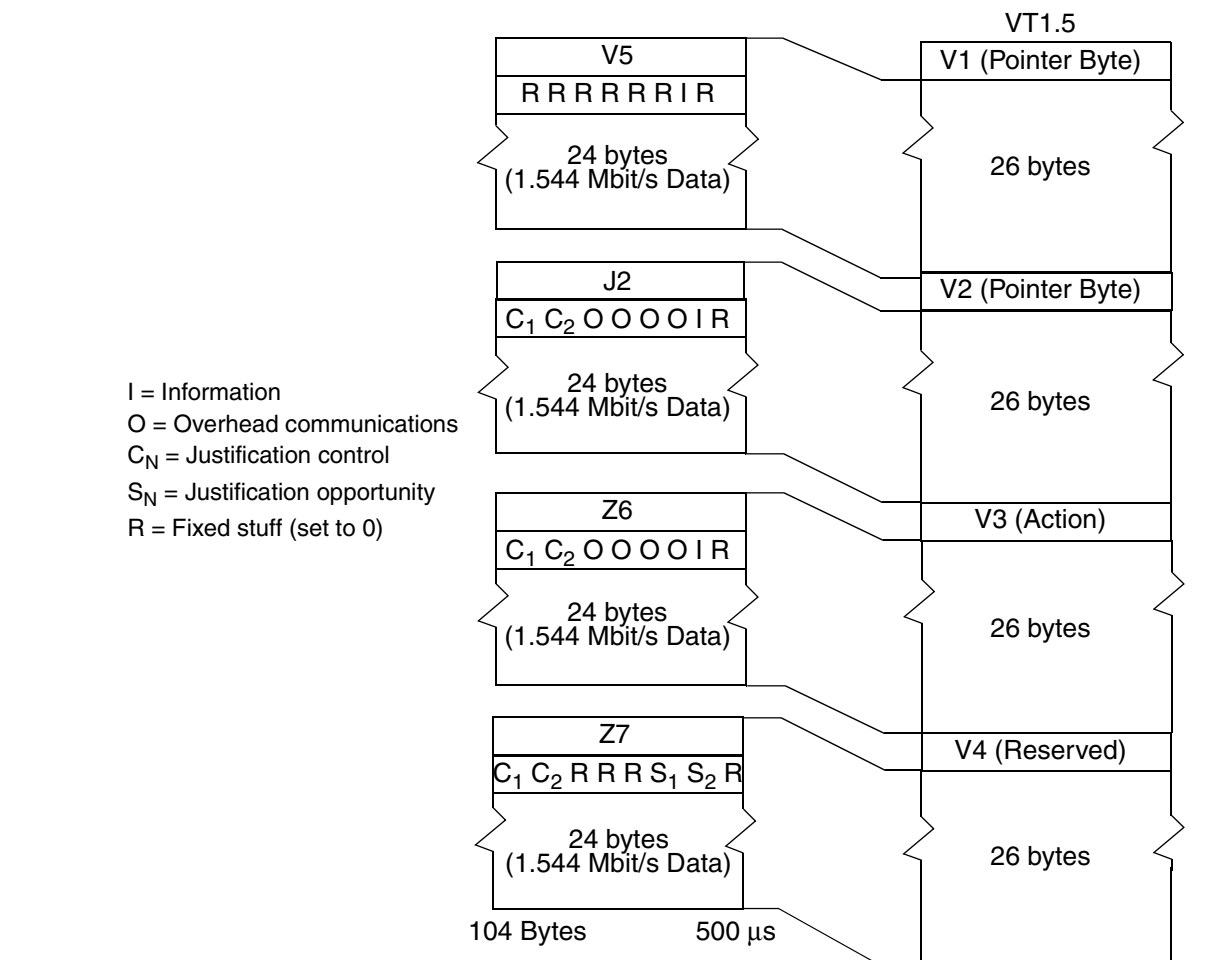 VT1.5
V5
V1 (Pointer Byte)
R R R R R R I R
24 bytes
(1.544 Mbit/s Data)
26 bytes
J2
V2 (Pointer Byte)
C1 C2 O O O O I R
24 bytes
(1.544 Mbit/s Data)
26 bytes
I = Information
O = Overhead communications
CN = Justification control
SN = Justification opportunity
R = Fixed stuff (set to 0)
Z6
V3 (Action)
C1 C2 O O O O I R
24 bytes
(1.544 Mbit/s Data)
26 bytes
Z7
V4 (Reserved)
C1 C2 R R R S1 S2 R
24 bytes
(1.544 Mbit/s Data)
26 bytes
104 Bytes 500 μs